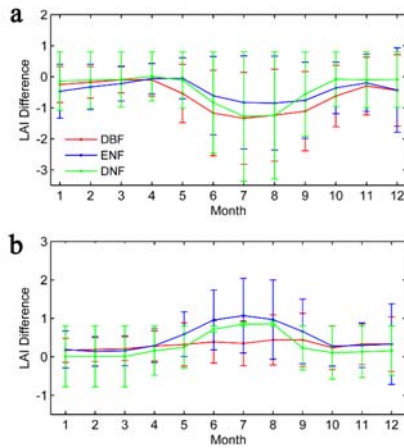 a
2
1
0
-1
-2
-3
LAI Difference
DBF
ENF
DNF
1 2 3 4 5 6 7 8 9 10 11 12
Month
b
3
2
1
0
-1
LAI Difference
1 2 3 4 5 6 7 8 9 10 11 12
Month